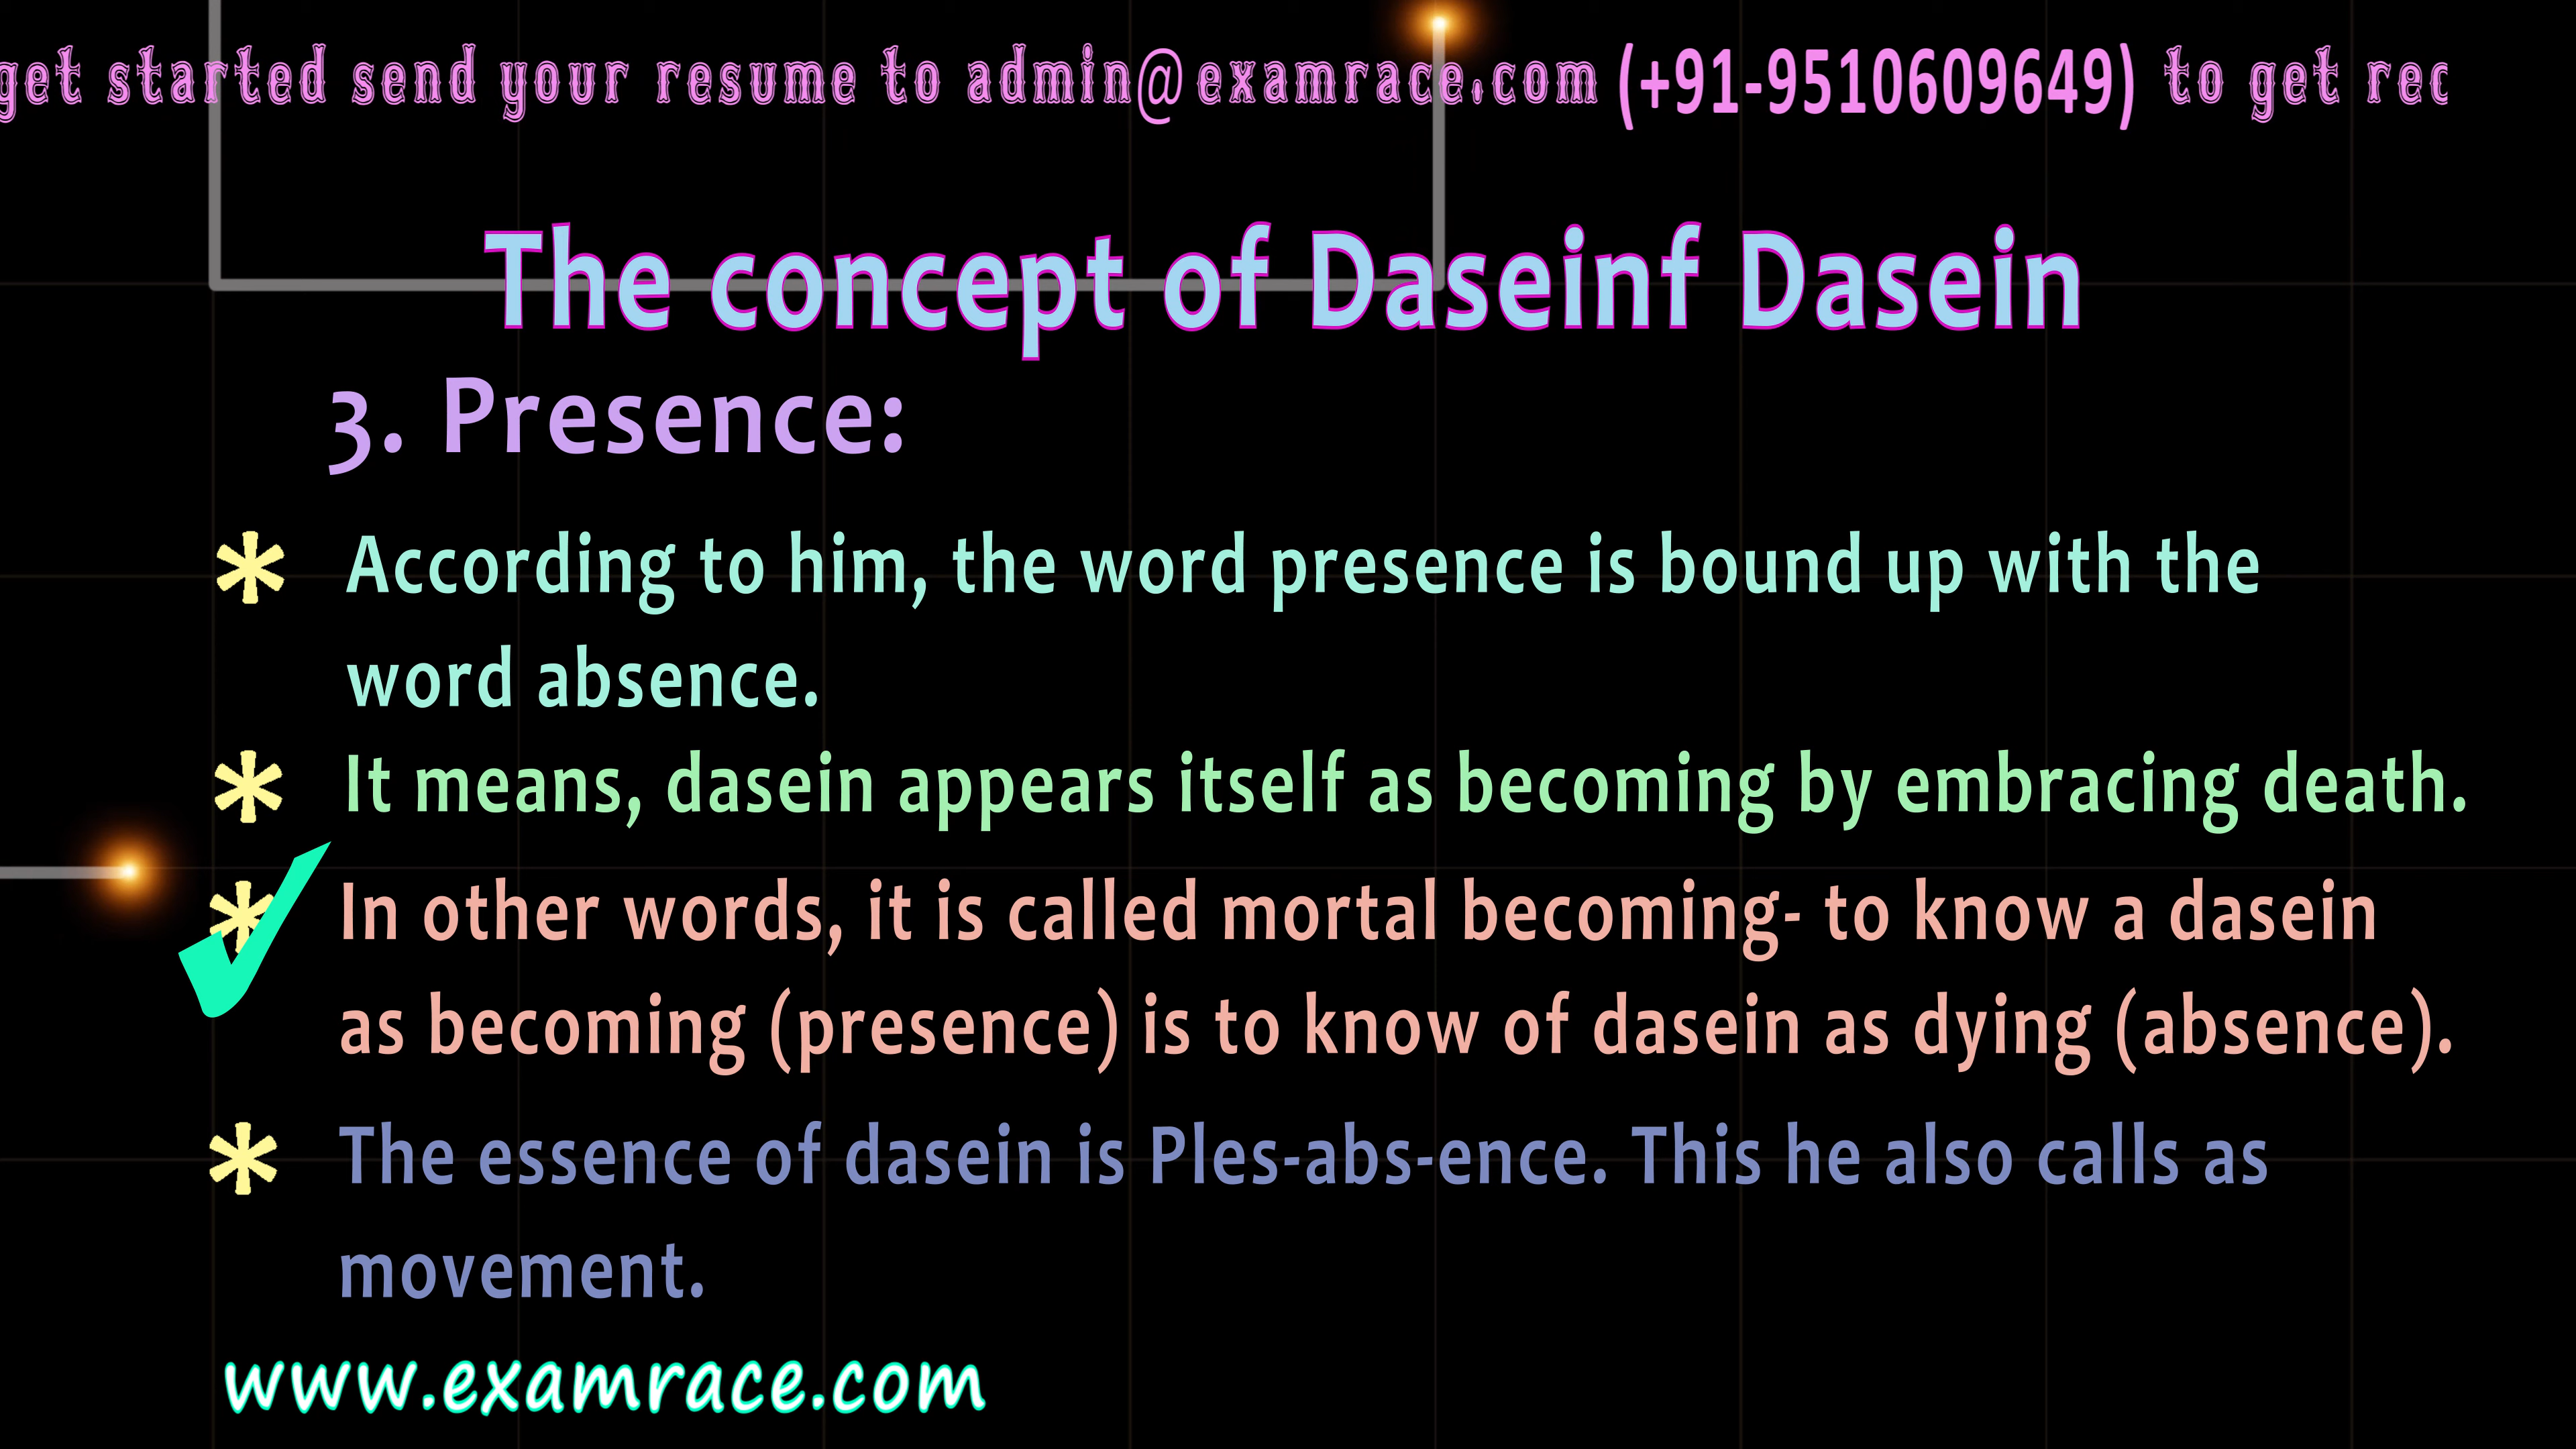 get started send your resume to admin@examrace.com (+91-9510609649) to get rec
The concept of Daseinf Dasein
3. Presence:
* According to him, the word presence is bound up with the
word absence.
* It means, dasein appears itself as becoming by embracing death.
* In other words, it is called mortal becoming- to know a dasein
as becoming (presence) is to know of dasein as dying (absence).
* The essence of dasein is Ples-abs-ence. This he also calls as
movement.
www.examrace.com